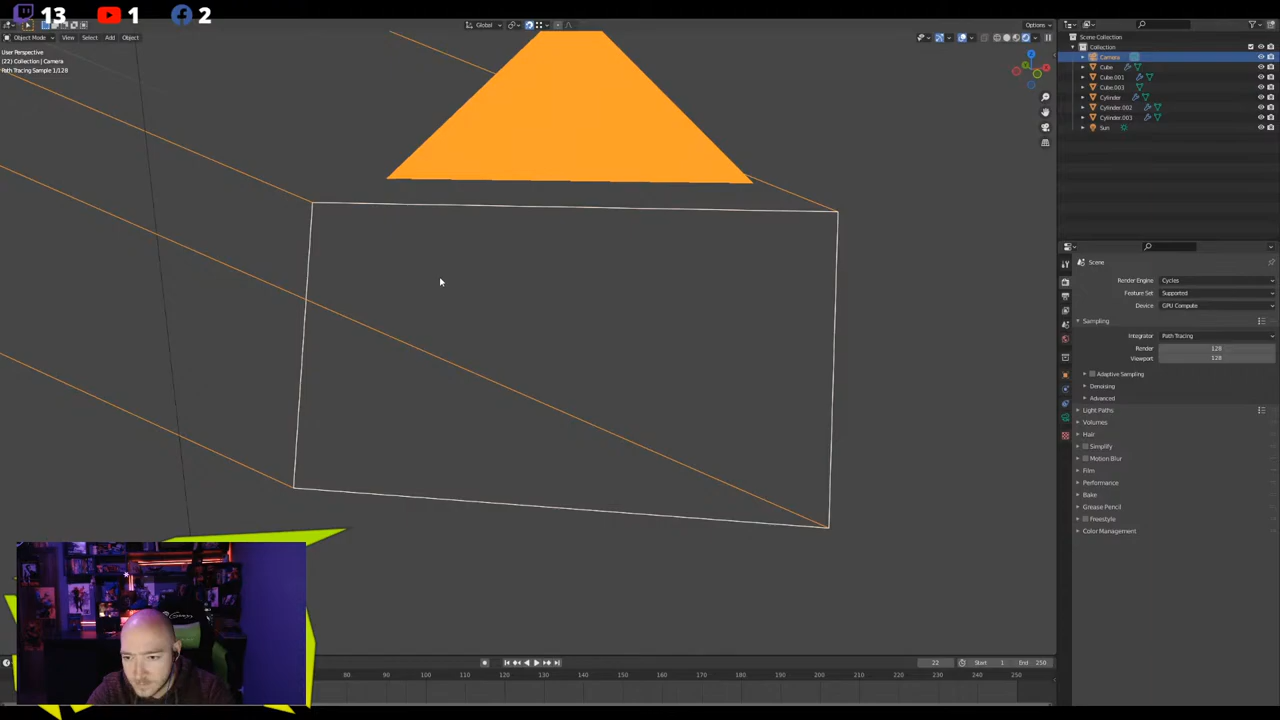 13 1 2
Global
Options
Object Mode View Select Add Object
User Perspective
(22) Collection | Camera
Path Tracing Sample 1/128
Scene Collection
Collection
Camera
Cube
Cube.001
Cube.003
Cylinder
Cylinder.002
Cylinder.003
Sun
Scene
Render Engine Cycles
Feature Set Supported
Device GPU Compute
Sampling
Integrator Path Tracing
Render 128
Viewport 128
Adaptive Sampling
Denoising
Advanced
Light Paths
Volumes
Hair
Simplify
Motion Blur
Film
Performance
Bake
Grease Pencil
Freestyle
Color Management
22 Start 1 End 250
80 90 100 110 120 130 140 150 160 170 180 190 200 210 220 230 240 250